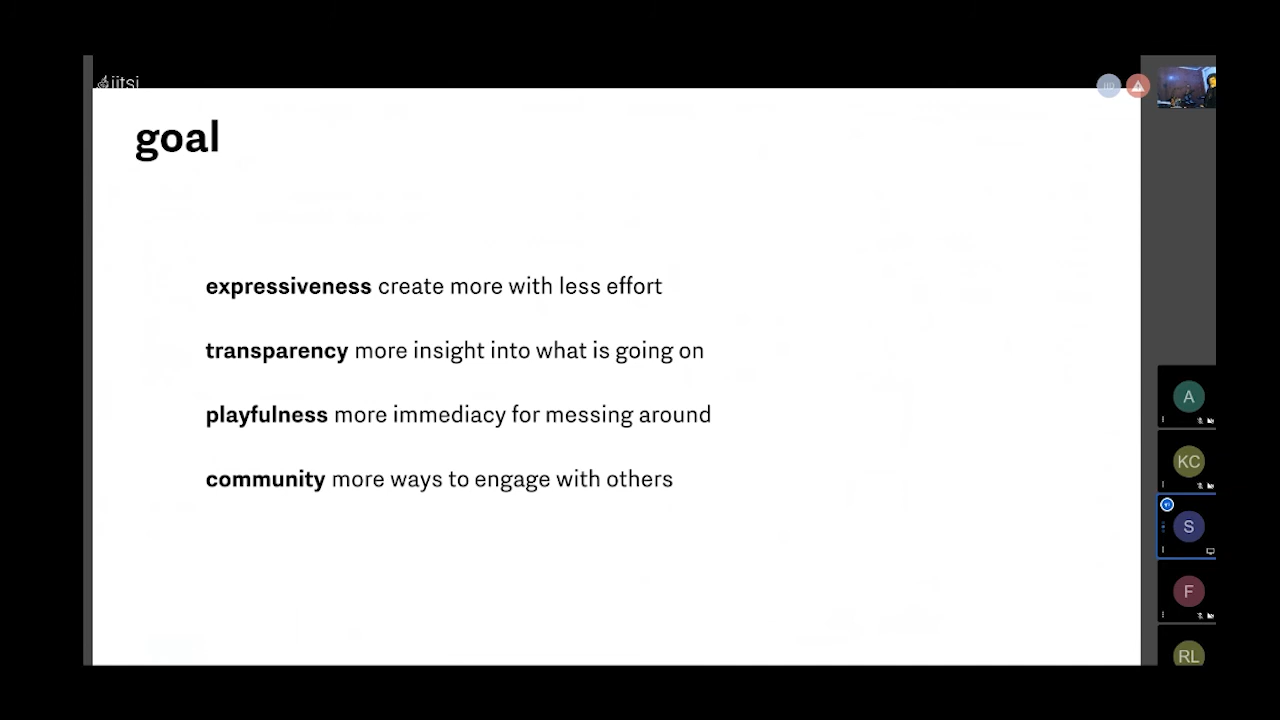 jitsi
goal
expressiveness create more with less effort
transparency more insight into what is going on
playfulness more immediacy for messing around
community more ways to engage with others
A
KC
S
F
RL